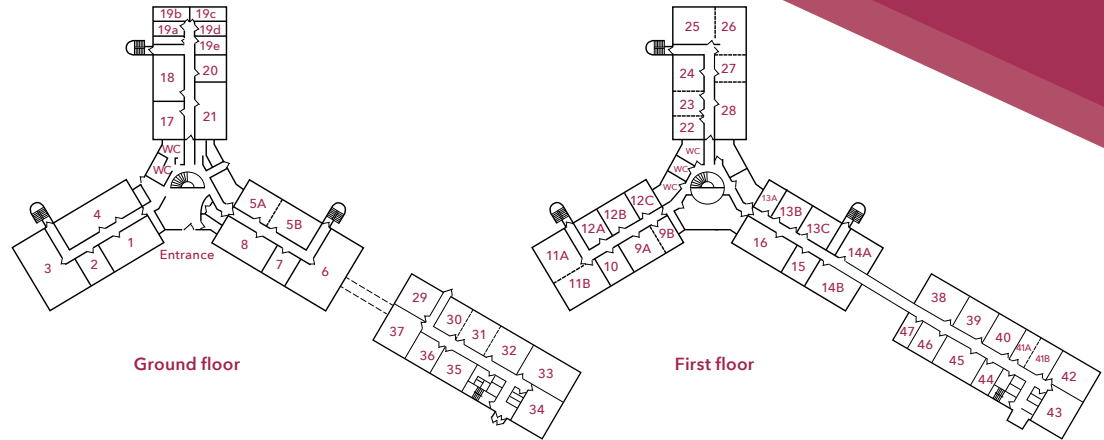 19b 19c
19a 19d
19e
18 20
17 21
WC
WC
4 5A 5B
1 8
3 2 7 6
Entrance
29
30 31 32 33
37 36 35 34
Ground floor
25 26
24 27
23 28
22
WC
WC
WC
12C 13A 13B
12B 13C
12A
11A 9B 16 14A
9A
10 15
11B 14B
38 39 40 41A 41B 42
47 46 45 44 43
First floor